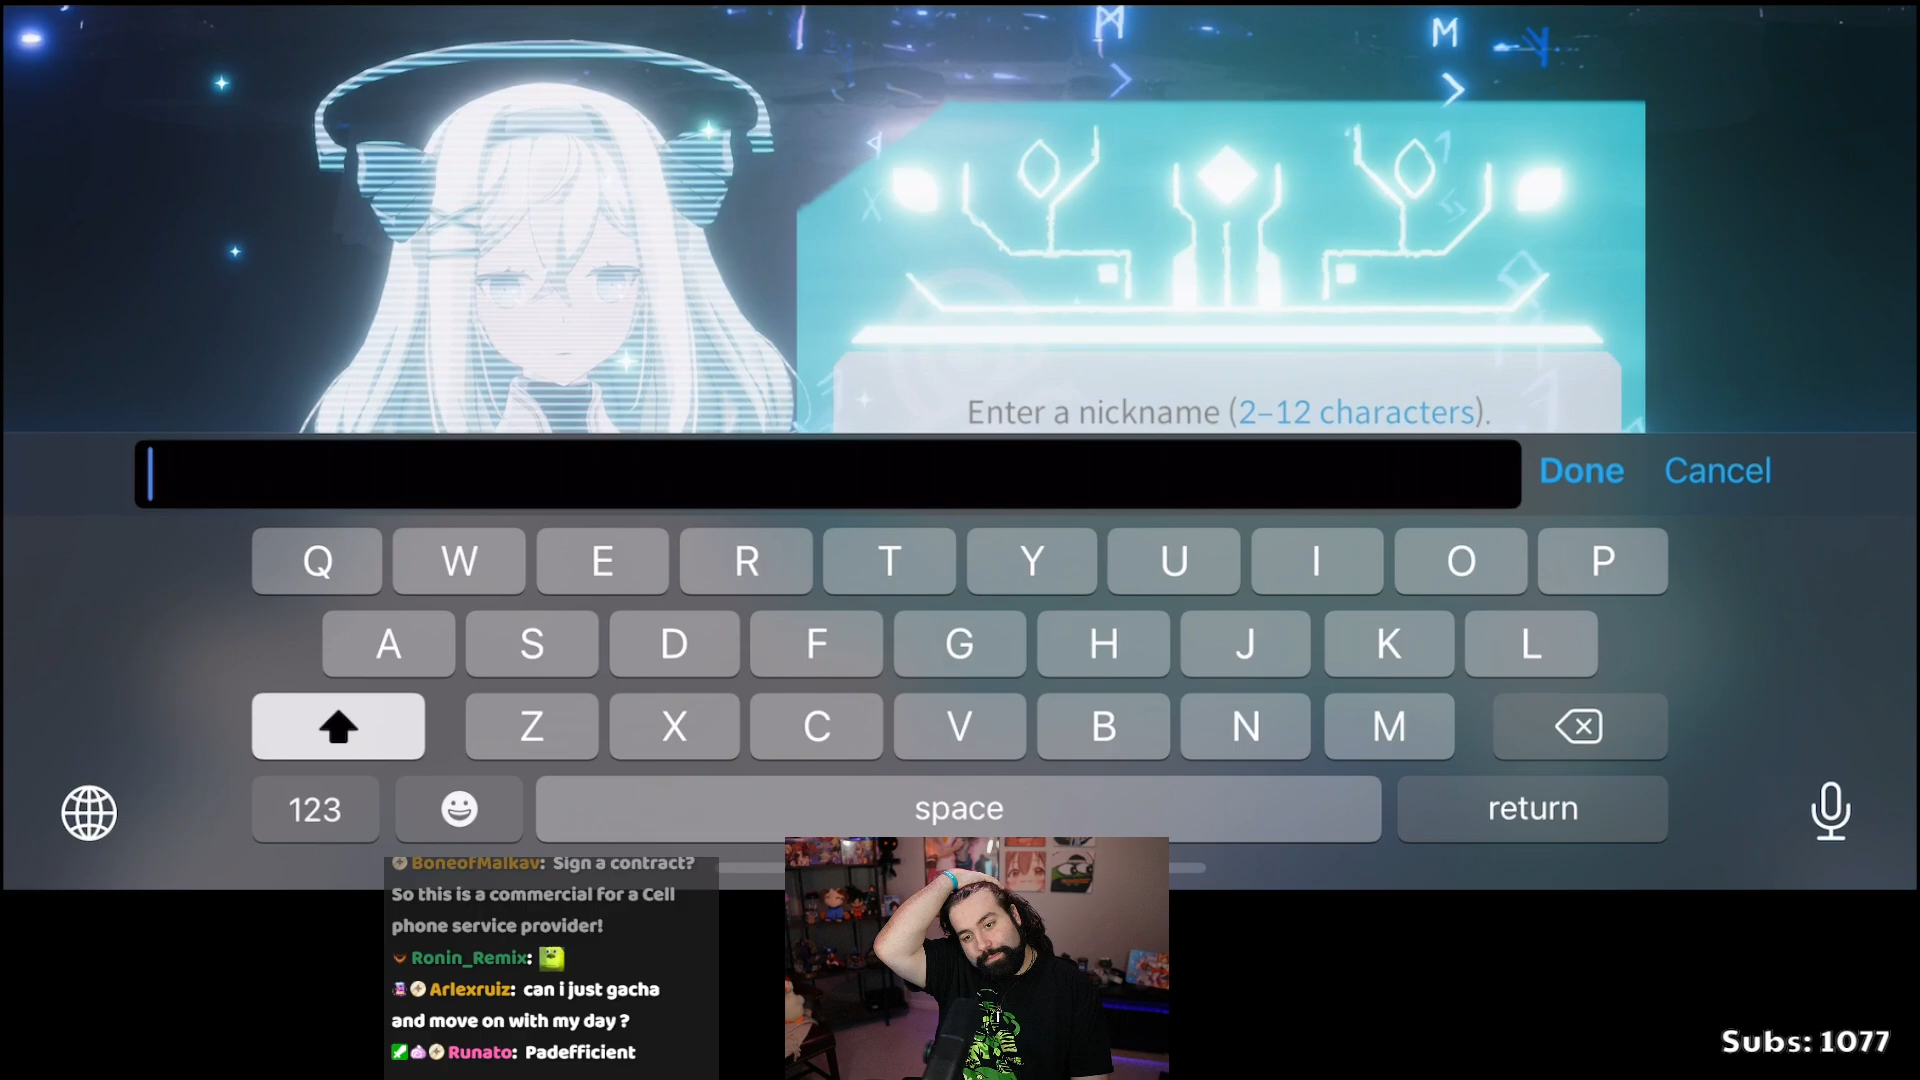 Enter a nickname (2–12 characters).
Done Cancel
Q W E R T Y U I O P
A S D F G H J K L
Z X C V B N M
123 space return
BoneofMalkav: Sign a contract?
So this is a commercial for a Cell
phone service provider!
Ronin_Remix:
Arlexruiz: can i just gacha
and move on with my day ?
Runato: Padefficient
Subs: 1077